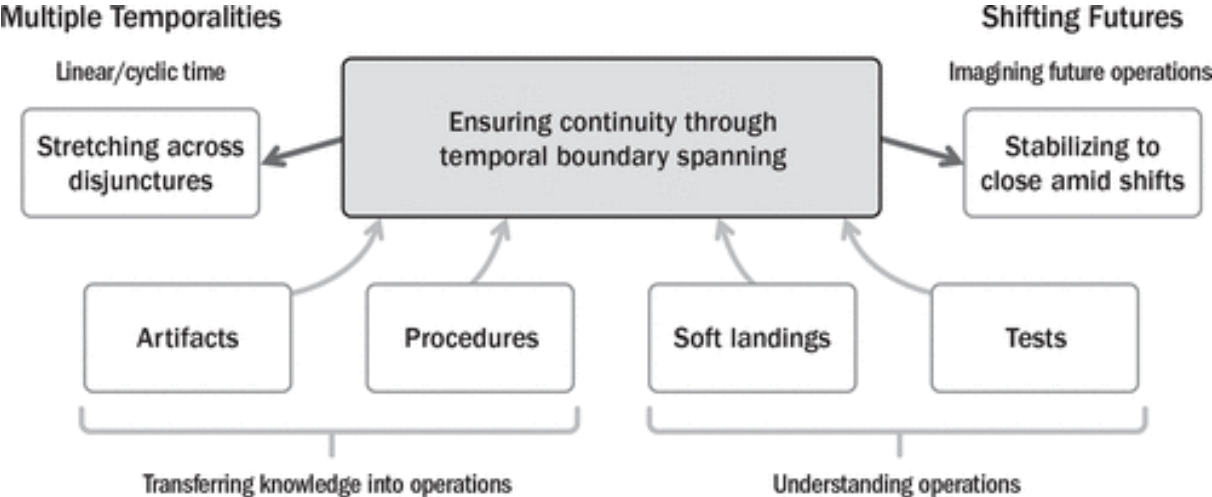 Multiple Temporalities
Shifting Futures
Linear/cyclic time
Imagining future operations
Stretching across
disjunctures
Ensuring continuity through
temporal boundary spanning
Stabilizing to
close amid shifts
Artifacts
Procedures
Soft landings
Tests
Transferring knowledge into operations
Understanding operations